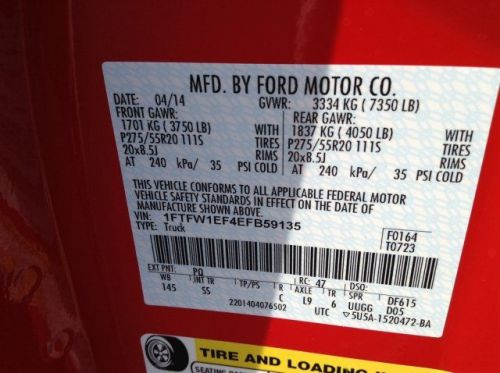 MFD. BY FORD MOTOR CO.
DATE: 04/14 GVWR: 3334 KG ( 7350 LB)
FRONT GAWR: REAR GAWR:
1701 KG ( 3750 LB) WITH 1837 KG ( 4050 LB) WITH
P275/55R20 111S TIRES P275/55R20 111S TIRES
20x8.5J RIMS 20x8.5J RIMS
AT 240 kPa/ 35 PSI COLD AT 240 kPa/ 35 PSI COLD
THIS VEHICLE CONFORMS TO ALL APPLICABLE FEDERAL MOTOR
VEHICLE SAFETY STANDARDS IN EFFECT ON THE DATE OF
MANUFACTURE SHOWN ABOVE.
VIN: 1FTFW1EF4EFB59135 F0164
TYPE: Truck T0723
EXT PNT: PQ RC: 47 DSO:
WB INT TR TP/PS R AXLE TR SPR DF615
145 SS C L9 6 UUGG D05
2201404076502 UTC 5U5A-1520472-BA
TIRE AND LOADING